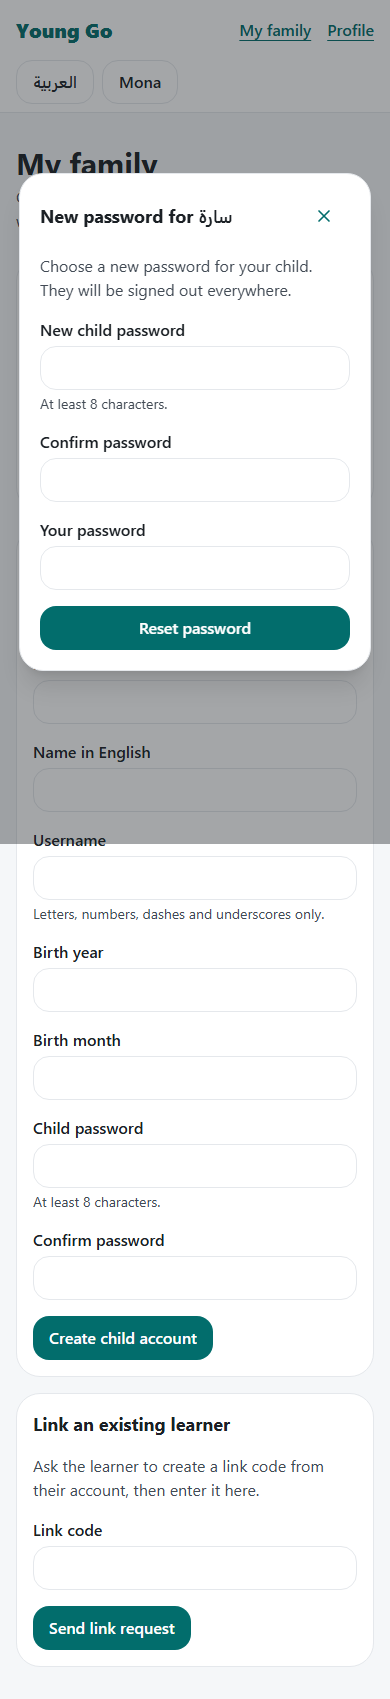 Young Go
My family
Profile
العربية
Mona
My family
New password for سارة
Choose a new password for your child.
They will be signed out everywhere.
New child password
At least 8 characters.
Confirm password
Your password
Reset password
Name in English
Username
Letters, numbers, dashes and underscores only.
Birth year
Birth month
Child password
At least 8 characters.
Confirm password
Create child account
Link an existing learner
Ask the learner to create a link code from
their account, then enter it here.
Link code
Send link request